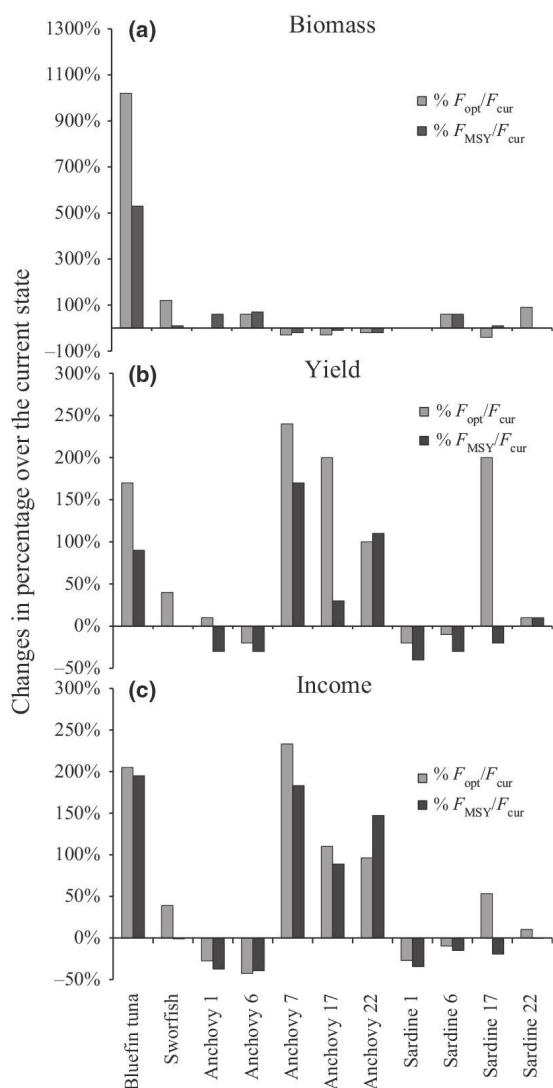 Changes in percentage over the current state
(a) Biomass
1300%
1100%
900%
700%
500%
300%
100%
–100%
% Fopt/Fcur
% FMSY/Fcur
(b) Yield
300%
250%
200%
150%
100%
50%
0%
–50%
% Fopt/Fcur
% FMSY/Fcur
(c) Income
300%
250%
200%
150%
100%
50%
0%
–50%
% Fopt/Fcur
% FMSY/Fcur
Bluefin tuna
Sworfish
Anchovy 1
Anchovy 6
Anchovy 7
Anchovy 17
Anchovy 22
Sardine 1
Sardine 6
Sardine 17
Sardine 22